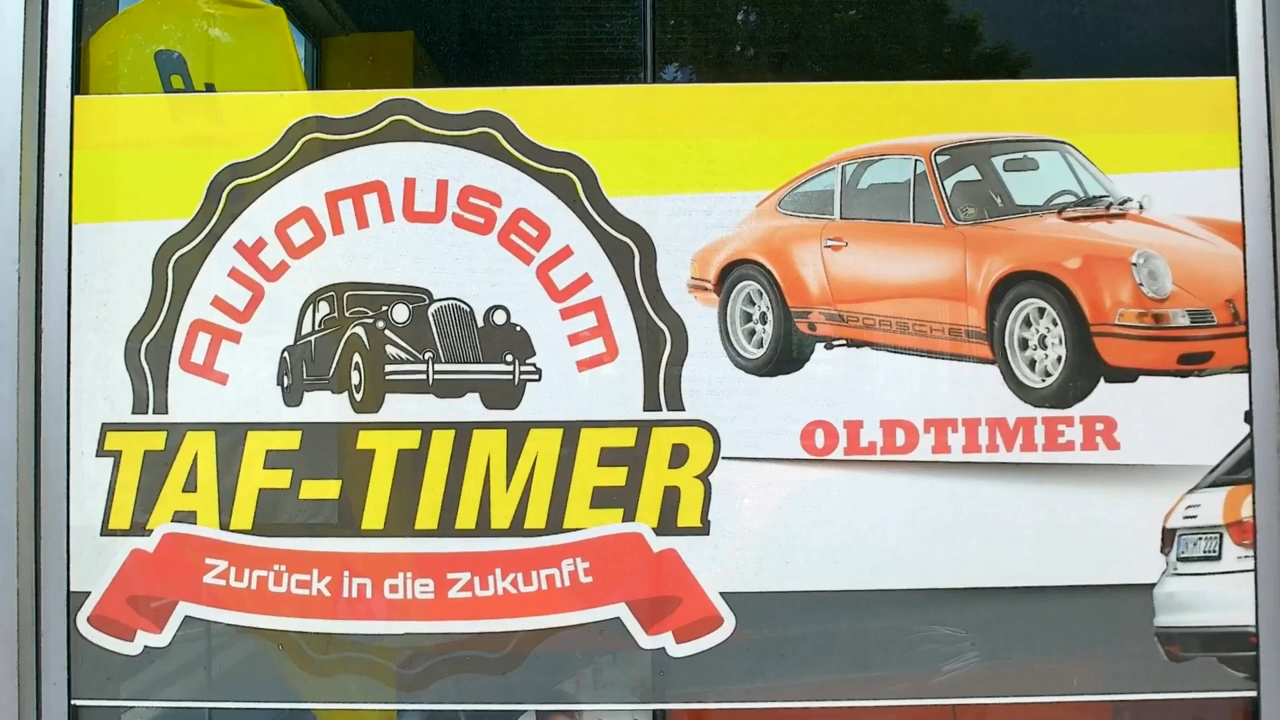 Automuseum
TAF-TIMER
Zurück in die Zukunft
PORSCHE
OLDTIMER